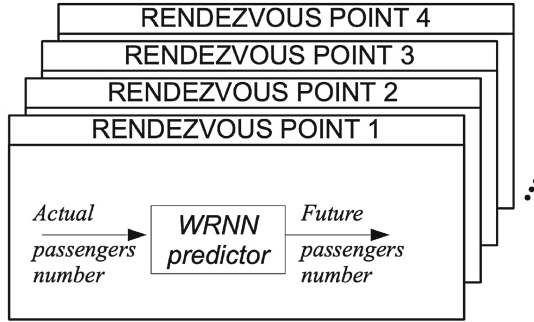 RENDEZVOUS POINT 4
RENDEZVOUS POINT 3
RENDEZVOUS POINT 2
RENDEZVOUS POINT 1
Actual
passengers
number
WRNN
predictor
Future
passengers
number